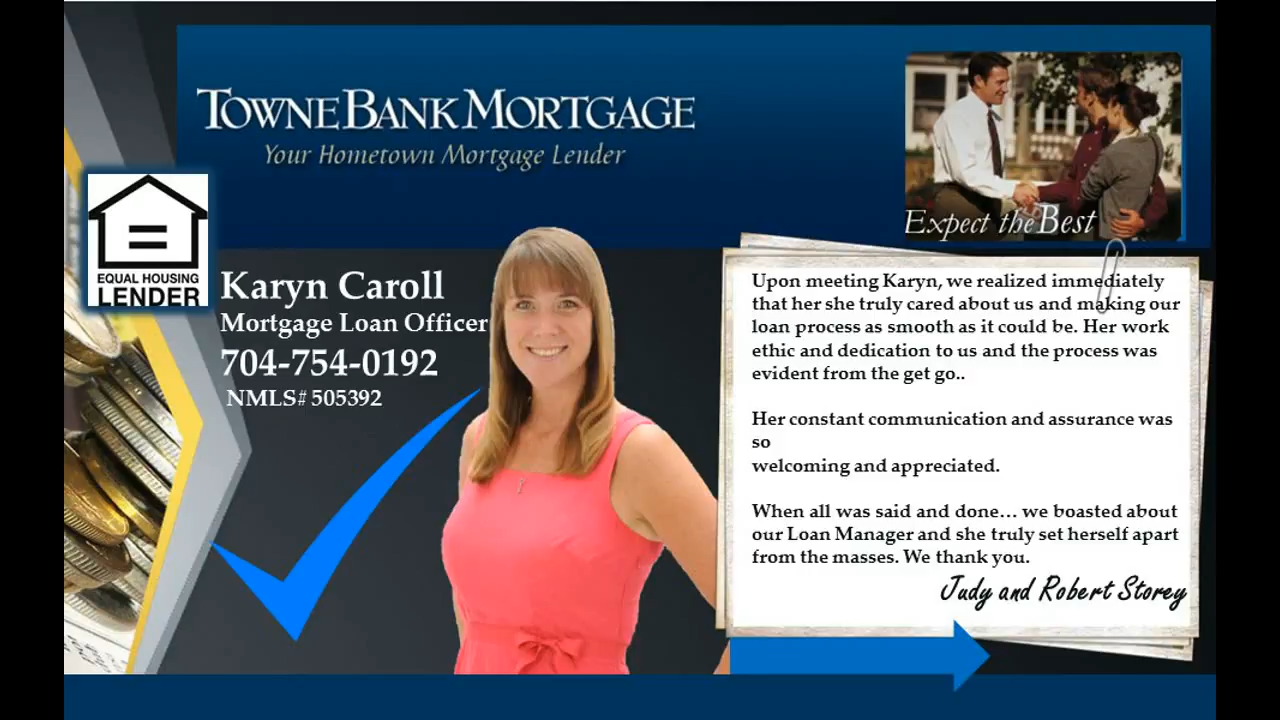 TOWNEBANK MORTGAGE
Your Hometown Mortgage Lender
Expect the Best
EQUAL HOUSING
LENDER
Karyn Caroll
Mortgage Loan Officer
704-754-0192
NMLS# 505392
Upon meeting Karyn, we realized immediately
that her she truly cared about us and making our
loan process as smooth as it could be. Her work
ethic and dedication to us and the process was
evident from the get go..
Her constant communication and assurance was
so
welcoming and appreciated.
When all was said and done… we boasted about
our Loan Manager and she truly set herself apart
from the masses. We thank you.
Judy and Robert Storey